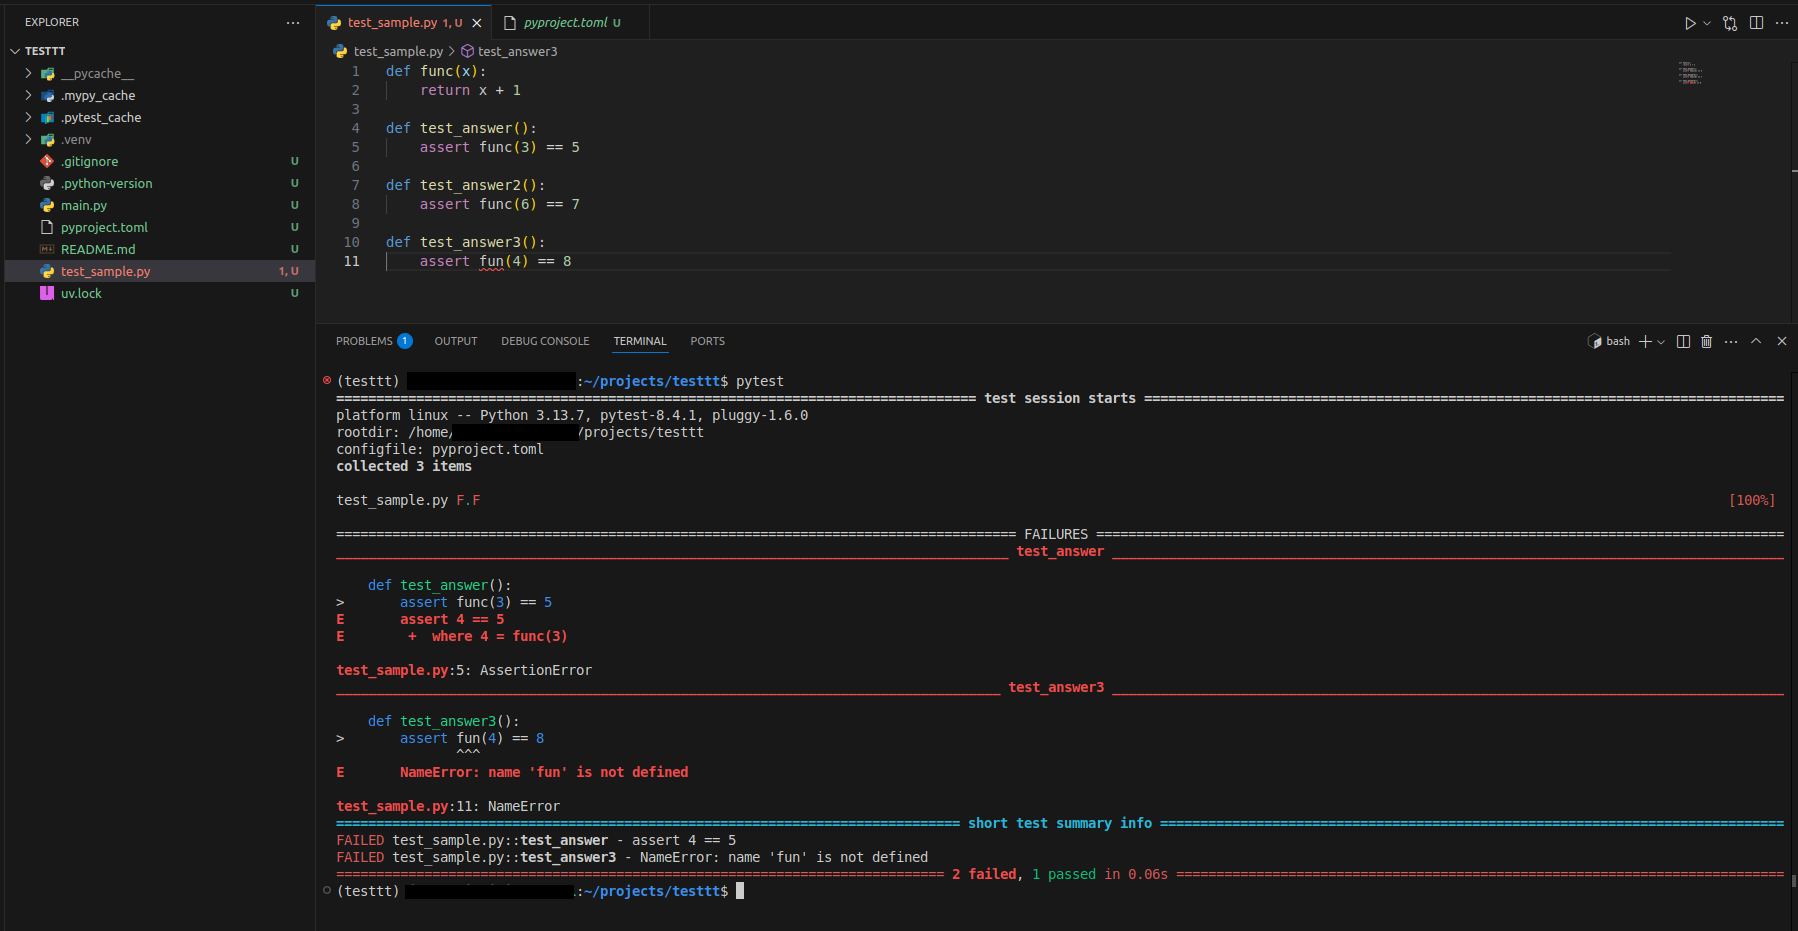 EXPLORER ...
TESTTT
__pycache__
.mypy_cache
.pytest_cache
.venv
.gitignore U
.python-version U
main.py U
pyproject.toml U
README.md U
test_sample.py 1, U
uv.lock U
test_sample.py 1, U pyproject.toml U
test_sample.py > test_answer3
1 def func(x):
2     return x + 1
3
4 def test_answer():
5     assert func(3) == 5
6
7 def test_answer2():
8     assert func(6) == 7
9
10 def test_answer3():
11     assert fun(4) == 8
PROBLEMS 1 OUTPUT DEBUG CONSOLE TERMINAL PORTS bash
(testtt) :~/projects/testtt$ pytest
================================================================================ test session starts ================================================================================
platform linux -- Python 3.13.7, pytest-8.4.1, pluggy-1.6.0
rootdir: /home/ /projects/testtt
configfile: pyproject.toml
collected 3 items
test_sample.py F.F [100%]
===================================================================================== FAILURES ======================================================================================
____________________________________________________________________________________ test_answer ____________________________________________________________________________________
    def test_answer():
>       assert func(3) == 5
E       assert 4 == 5
E        +  where 4 = func(3)
test_sample.py:5: AssertionError
___________________________________________________________________________________ test_answer3 ____________________________________________________________________________________
    def test_answer3():
>       assert fun(4) == 8
               ^^^
E       NameError: name 'fun' is not defined
test_sample.py:11: NameError
============================================================================== short test summary info ==============================================================================
FAILED test_sample.py::test_answer - assert 4 == 5
FAILED test_sample.py::test_answer3 - NameError: name 'fun' is not defined
============================================================================ 2 failed, 1 passed in 0.06s ============================================================================
(testtt) :~/projects/testtt$